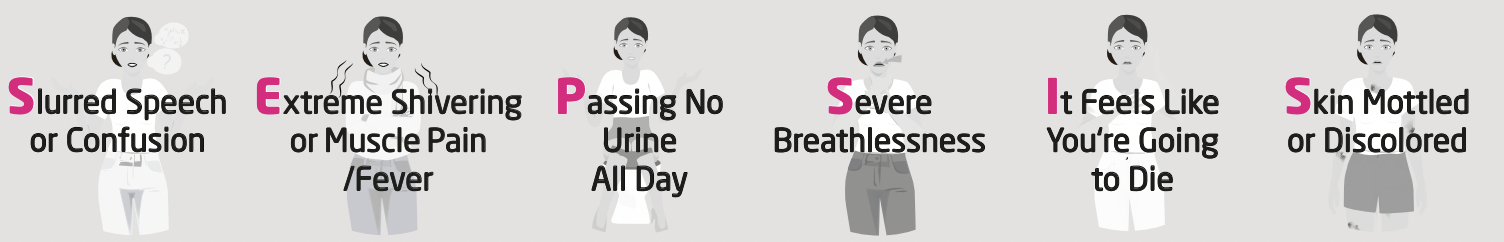 Slurred Speech
or Confusion
Extreme Shivering
or Muscle Pain
/Fever
Passing No
Urine
All Day
Severe
Breathlessness
It Feels Like
You're Going
to Die
Skin Mottled
or Discolored
?